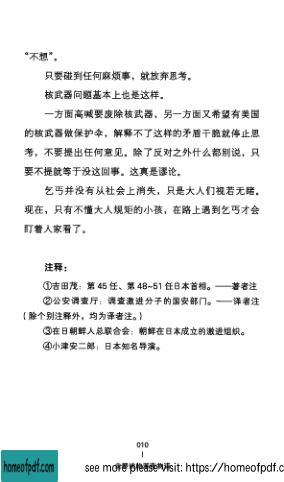 “不想”。
只要碰到任何麻烦事，就放弃思考。
核武器问题基本上也是这样。
一方面高喊要废除核武器，另一方面又希望有美国
的核武器做保护伞，解释不了这样的矛盾干脆就停止思
考，不要提出任何意见。除了反对之外什么都别说，只
要不提就等于没这回事。这真是谬论。
乞丐并没有从社会上消失，只是大人们视若无睹。
现在，只有不懂大人规矩的小孩，在路上遇到乞丐才会
盯着人家看了。
注释：
①吉田茂：第 45 任、第 48~51 任日本首相。——著者注
②公安调查厅：调查激进分子的国安部门。——译者注
（除个别注释外，均为译者注。）
③在日朝鲜人总联合会：朝鲜在日本成立的激进组织。
④小津安二郎：日本知名导演。
010
homeofpdf.com
see more please visit: https://homeofpdf.com